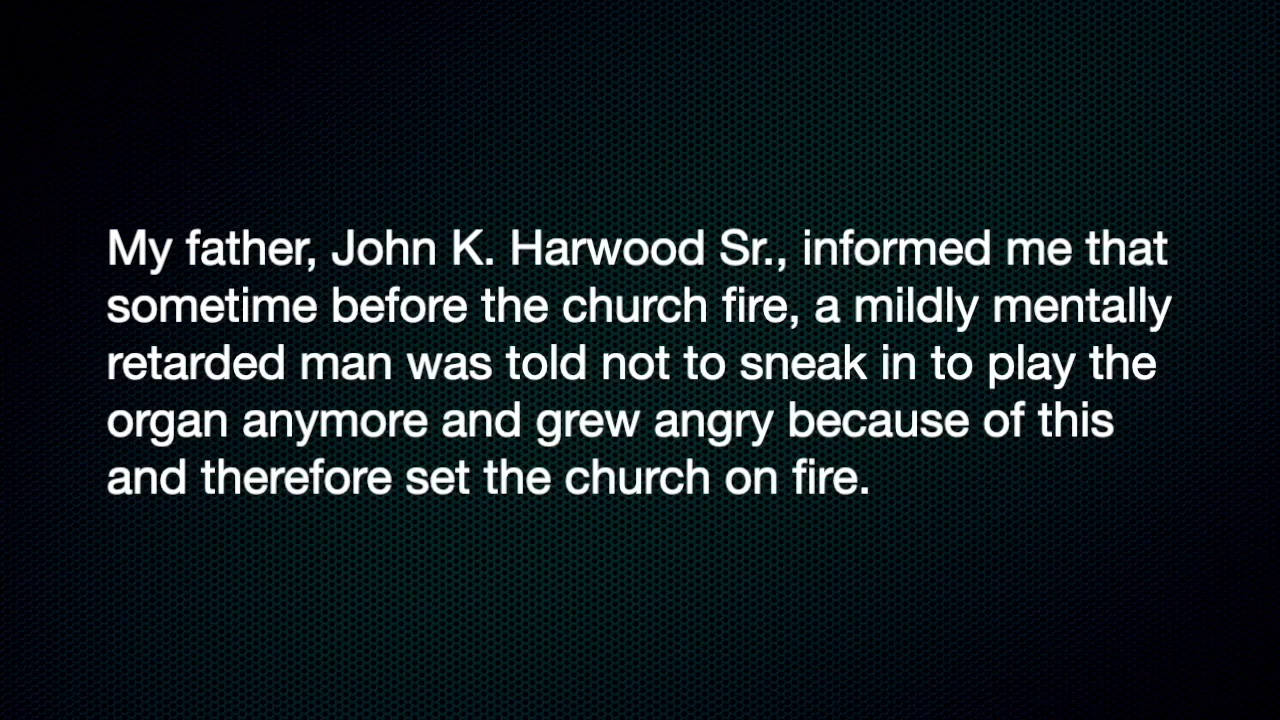 My father, John K. Harwood Sr., informed me that
sometime before the church fire, a mildly mentally
retarded man was told not to sneak in to play the
organ anymore and grew angry because of this
and therefore set the church on fire.